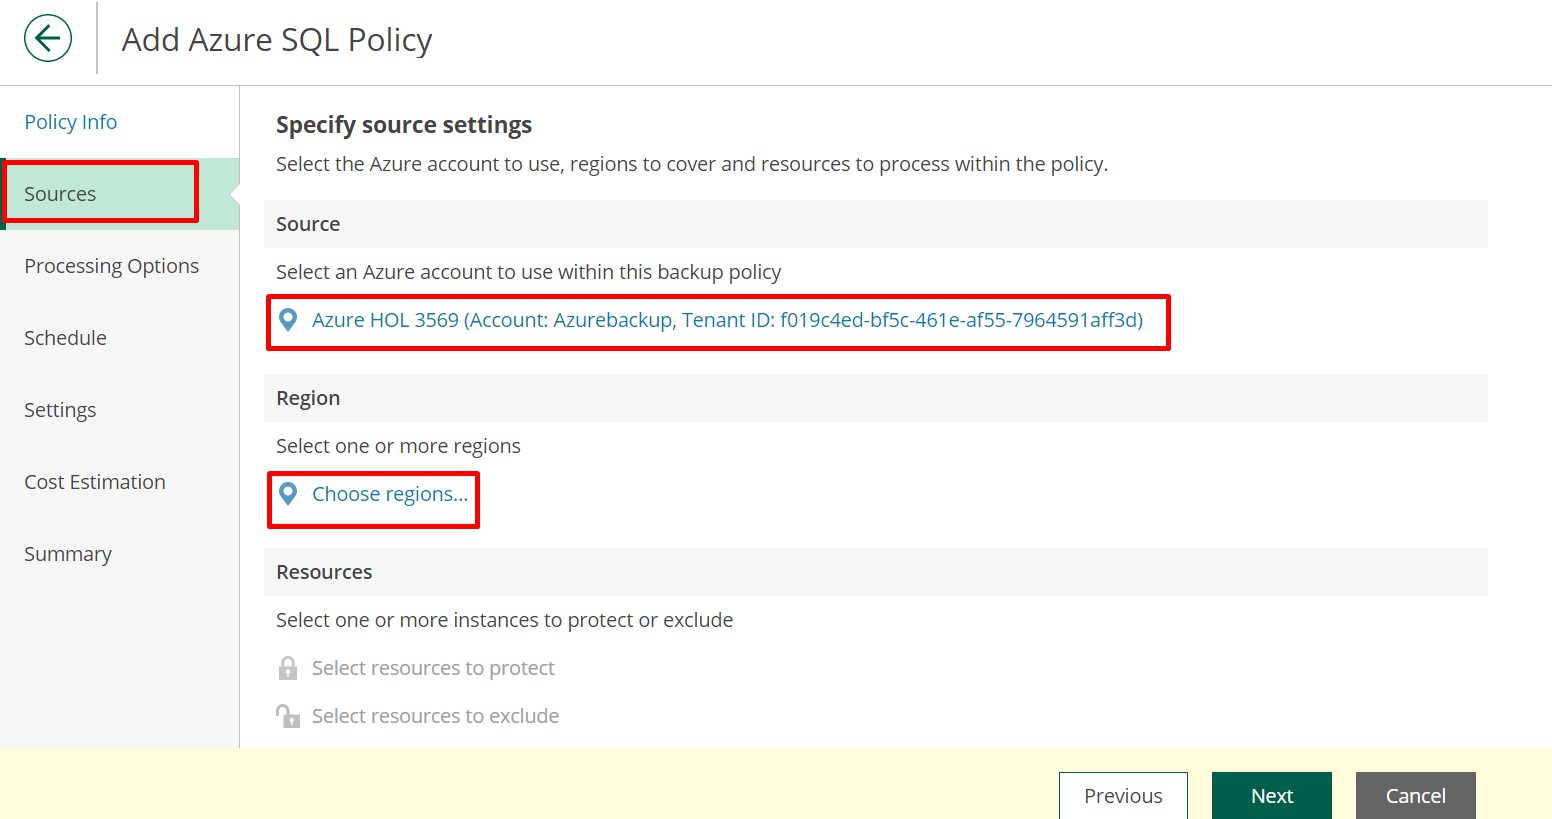 Add Azure SQL Policy
Policy Info
Sources
Processing Options
Schedule
Settings
Cost Estimation
Summary
Specify source settings
Select the Azure account to use, regions to cover and resources to process within the policy.
Source
Select an Azure account to use within this backup policy
Azure HOL 3569 (Account: Azurebackup, Tenant ID: f019c4ed-bf5c-461e-af55-7964591aff3d)
Region
Select one or more regions
Choose regions...
Resources
Select one or more instances to protect or exclude
Select resources to protect
Select resources to exclude
Previous
Next
Cancel